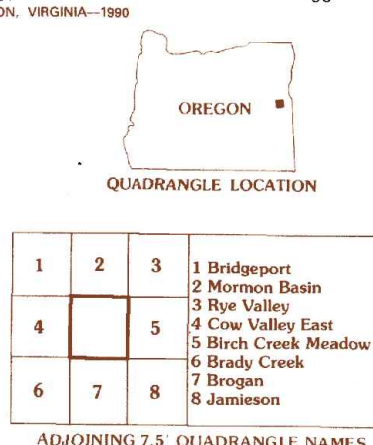 ON, VIRGINIA—1990
OREGON
QUADRANGLE LOCATION
1 2 3
4 5
6 7 8
1 Bridgeport
2 Mormon Basin
3 Rye Valley
4 Cow Valley East
5 Birch Creek Meadow
6 Brady Creek
7 Brogan
8 Jamieson
ADJOINING 7.5' QUADRANGLE NAMES